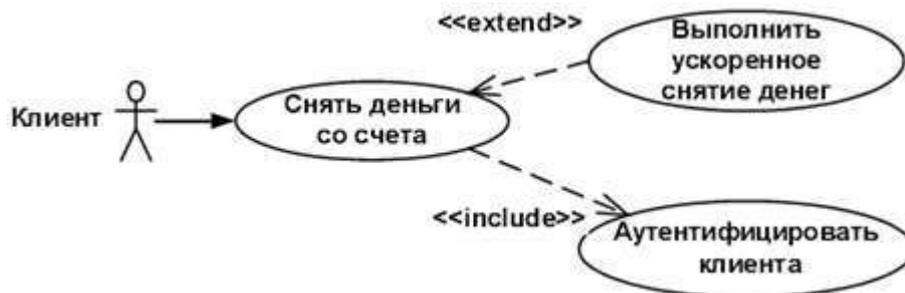 <<extend>>
Выполнить
ускоренное
снятие денег
Клиент
Снять деньги
со счета
<<include>>
Аутентифицировать
клиента